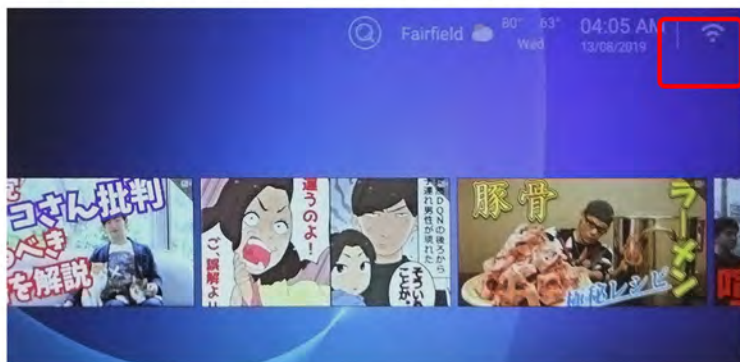 Fairfield
80° 63°
Wed
04:05 AM
13/08/2019
コさん批判
べき
を解説
違うのよ!
ご、誤解よ
DQNの後ろから
連れ男性が現れた
そういう
ことか
豚骨
ラーメン
極秘レシピ